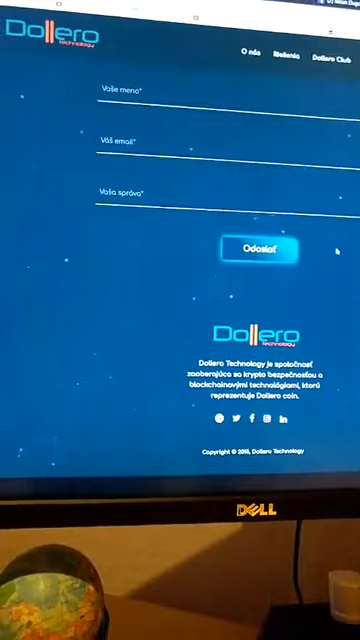 Dollero
technology
O nás
Riešenia
Dollero Club
Vaše meno*
Váš email*
Vaša správa*
Odoslať
Dollero
technology
Dollero Technology je spoločnosť
zaoberajúca sa krypto bezpečnosťou a
blockchainovými technológiami, ktorú
reprezentuje Dollero coin.
Copyright © 2018, Dollero Technology
DELL